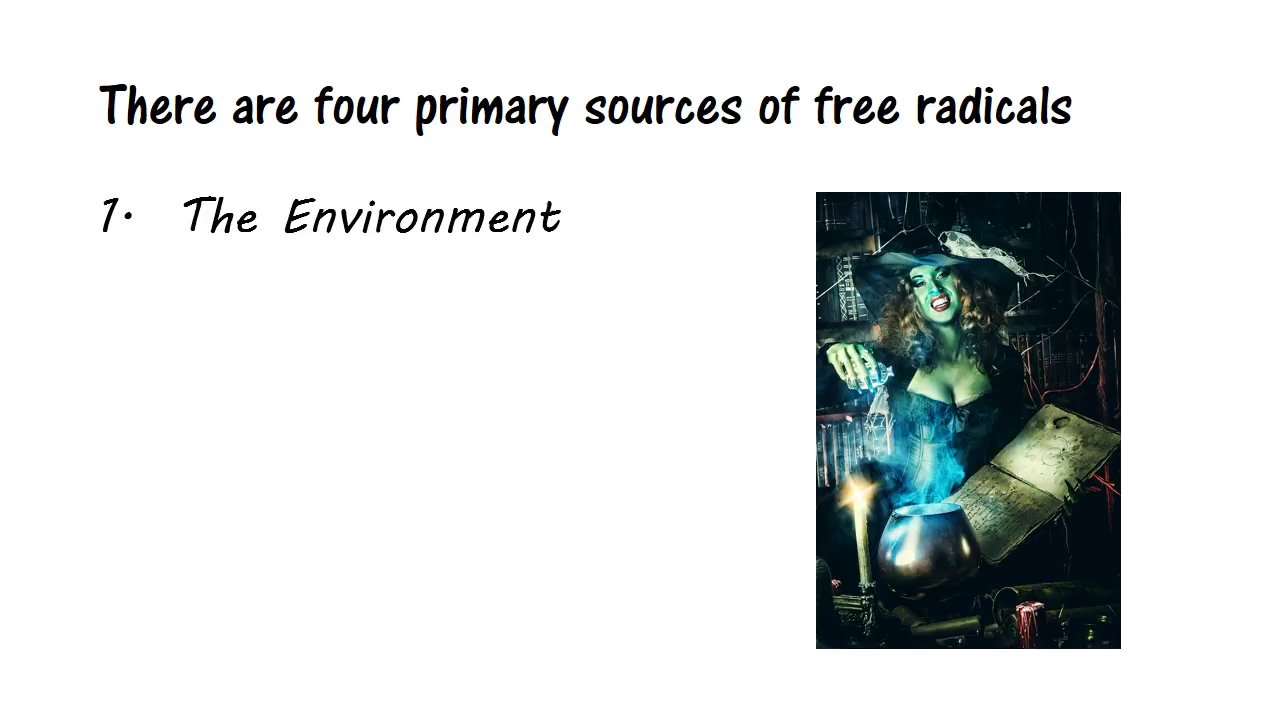 There are four primary sources of free radicals
1. The Environment